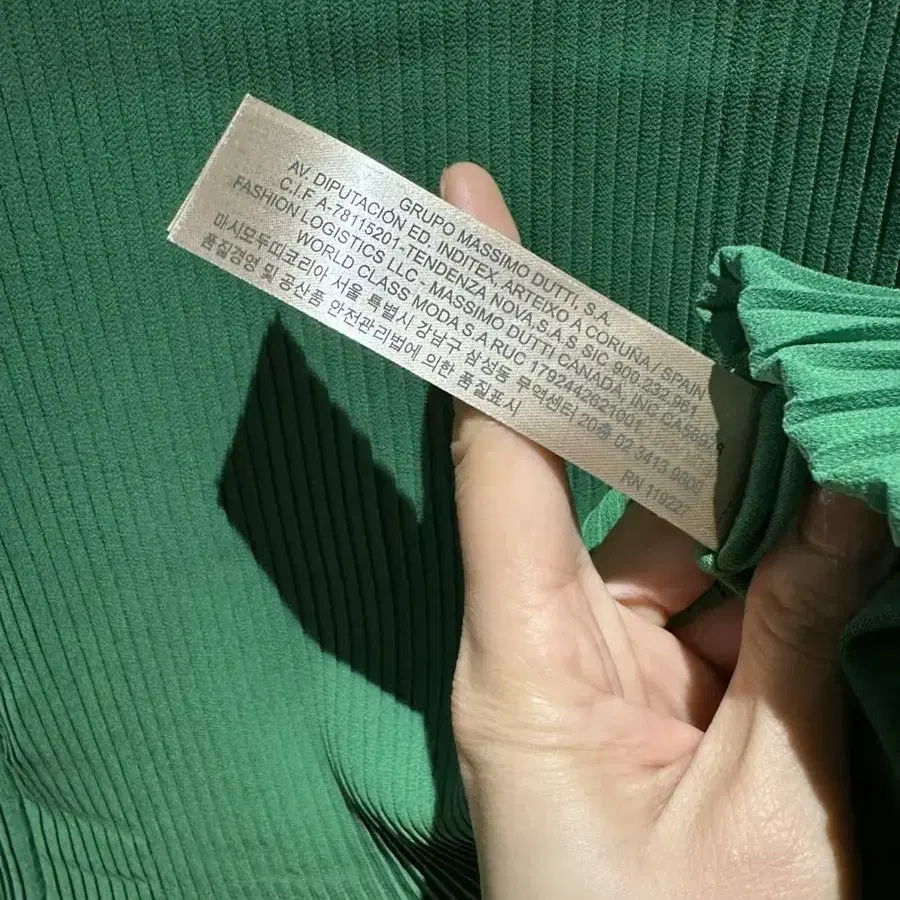 GRUPO MASSIMO DUTTI, S.A.
AV. DIPUTACIÓN ED. INDITEX, ARTEIXO A CORUÑA / SPAIN
C.I.F A-78115201-TENDENZA NOVA,S.A.S SIC 900.232.961
FASHION LOGISTICS LLC - MASSIMO DUTTI CANADA, INC CA56976
WORLD CLASS MODA S.A RUC 1792442621001
마시모두띠코리아 서울 특별시 강남구 삼성동 무역센터 20층 02 3413 9800
품질경영 및 공산품 안전관리법에 의한 품질표시
RN 119227